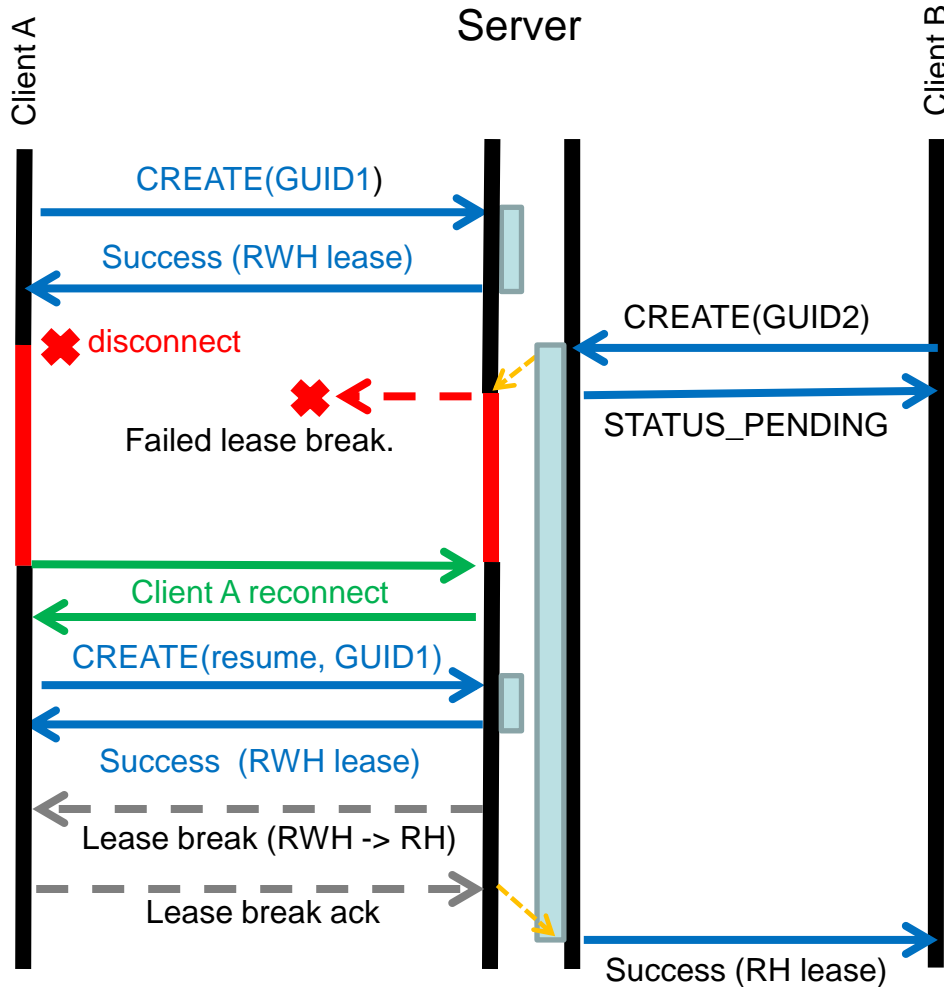 Client A
Server
Client B
CREATE(GUID1)
Success (RWH lease)
disconnect
CREATE(GUID2)
STATUS_PENDING
Failed lease break.
Client A reconnect
CREATE(resume, GUID1)
Success (RWH lease)
Lease break (RWH -> RH)
Lease break ack
Success (RH lease)